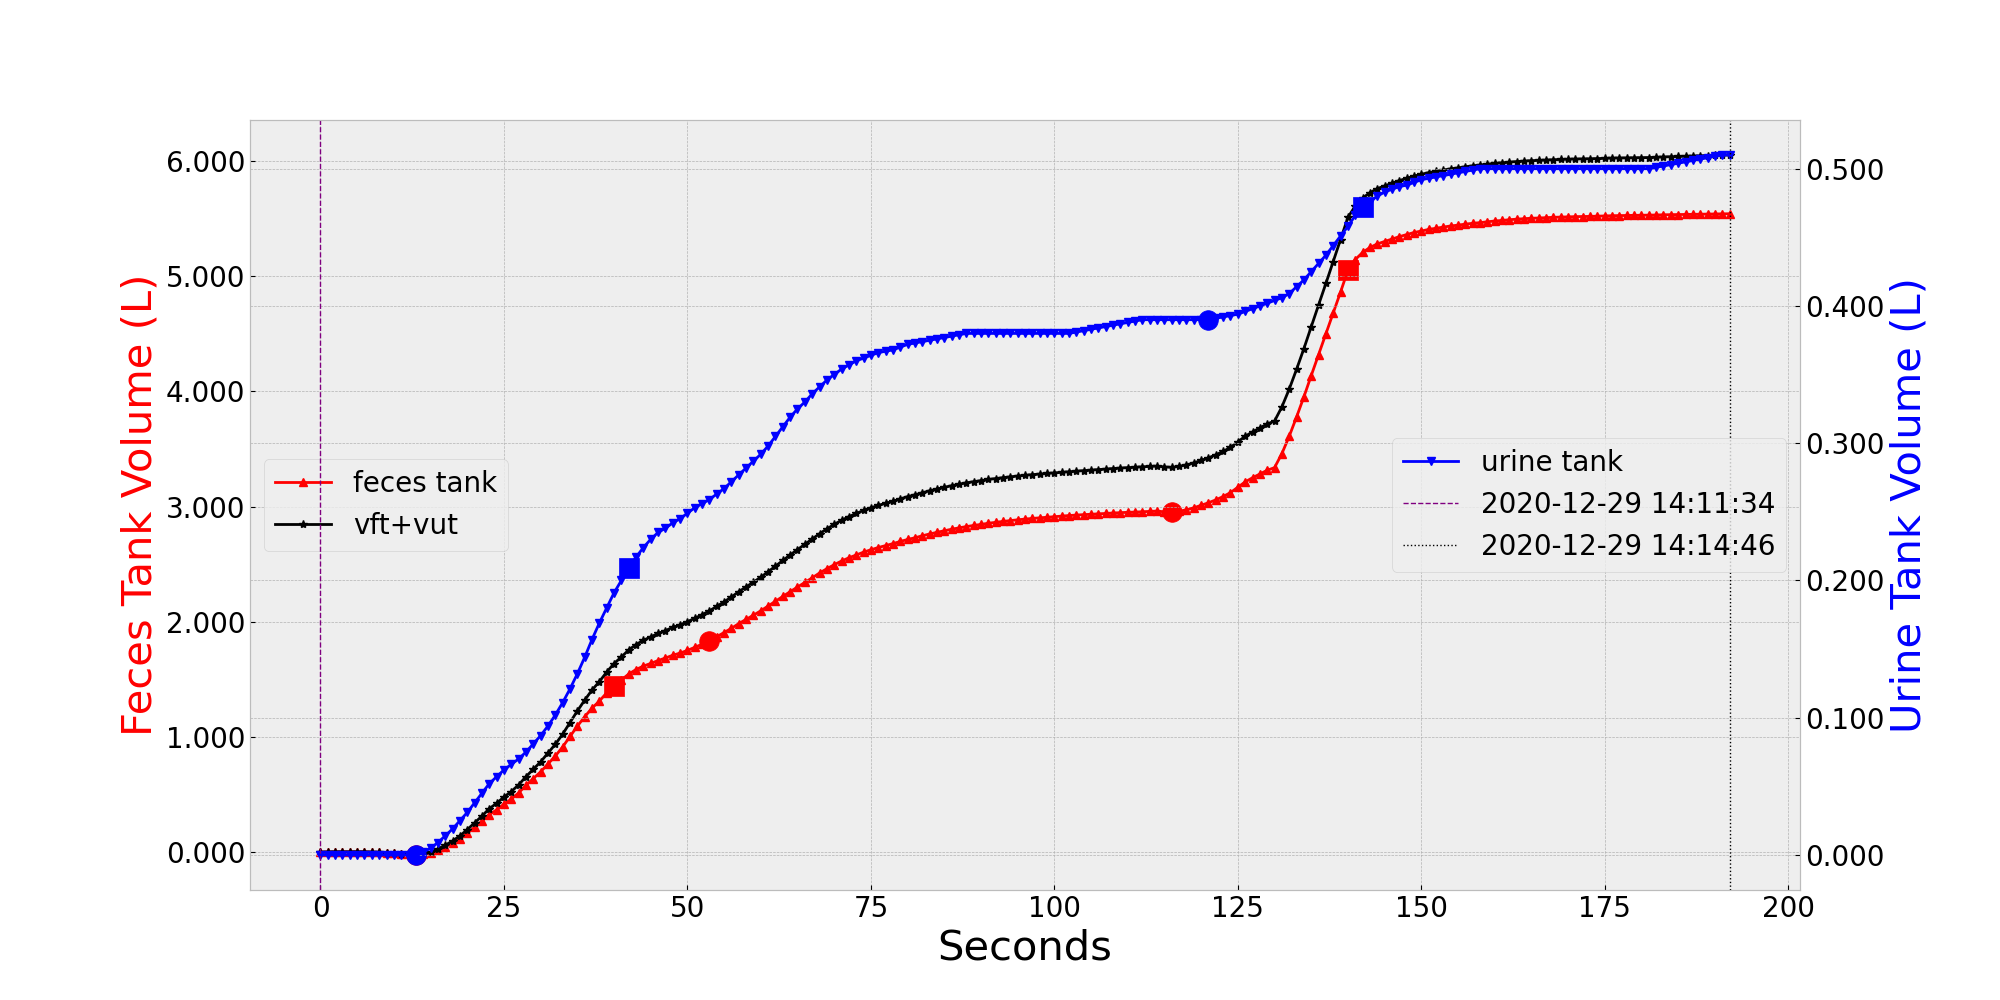 Feces Tank Volume (L)
6.000
5.000
4.000
3.000
2.000
1.000
0.000
feces tank
vft+vut
urine tank
2020-12-29 14:11:34
2020-12-29 14:14:46
0.500
0.400
0.300
0.200
0.100
0.000
Urine Tank Volume (L)
0 25 50 75 100 125 150 175 200
Seconds